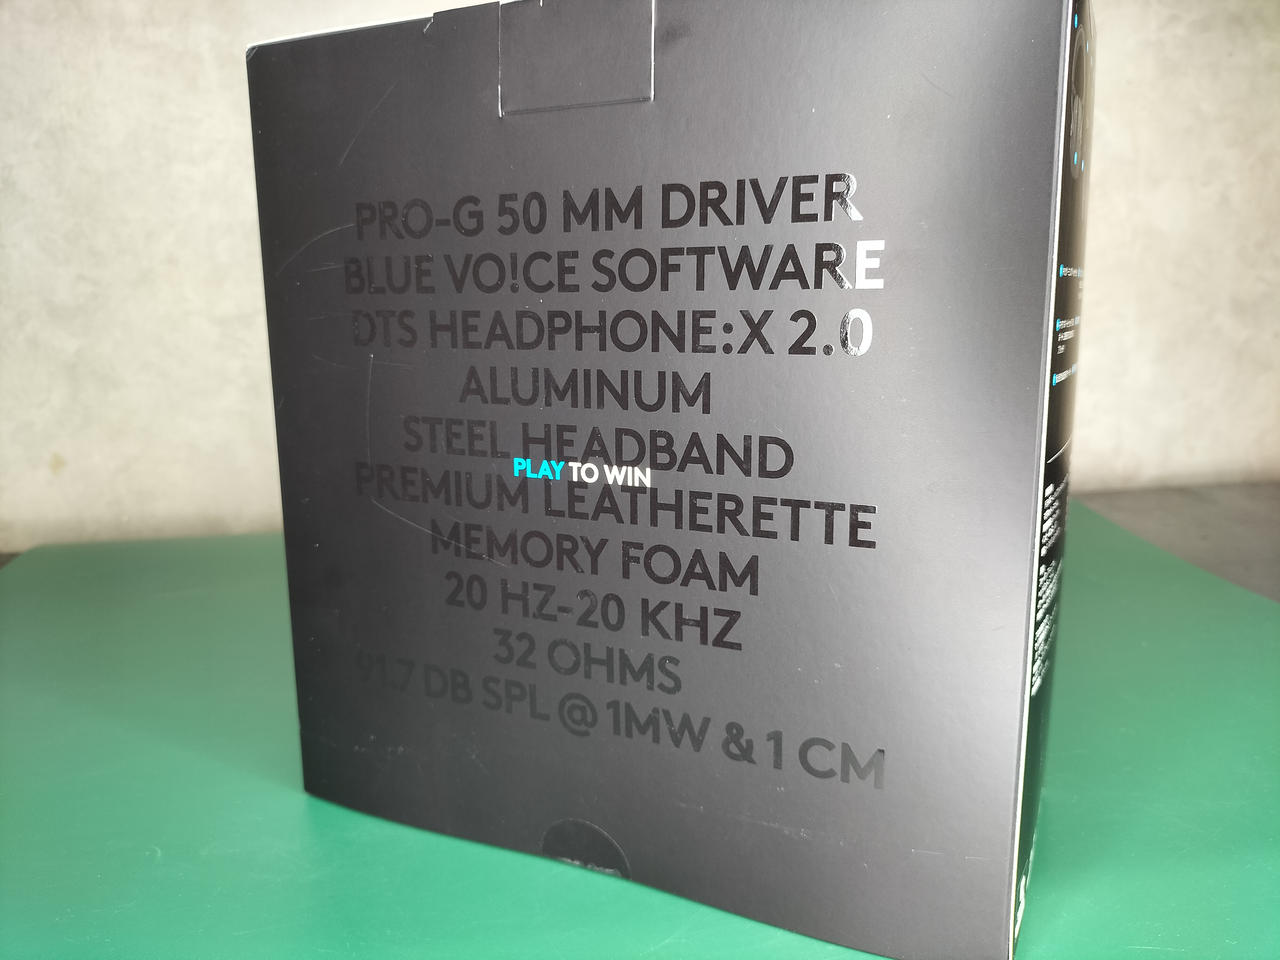 PRO-G 50 MM DRIVER
BLUE VO!CE SOFTWARE
DTS HEADPHONE:X 2.0
ALUMINUM
STEEL HEADBAND
PLAY TO WIN
PREMIUM LEATHERETTE
MEMORY FOAM
20 HZ-20 KHZ
32 OHMS
91.7 DB SPL @ 1MW & 1 CM